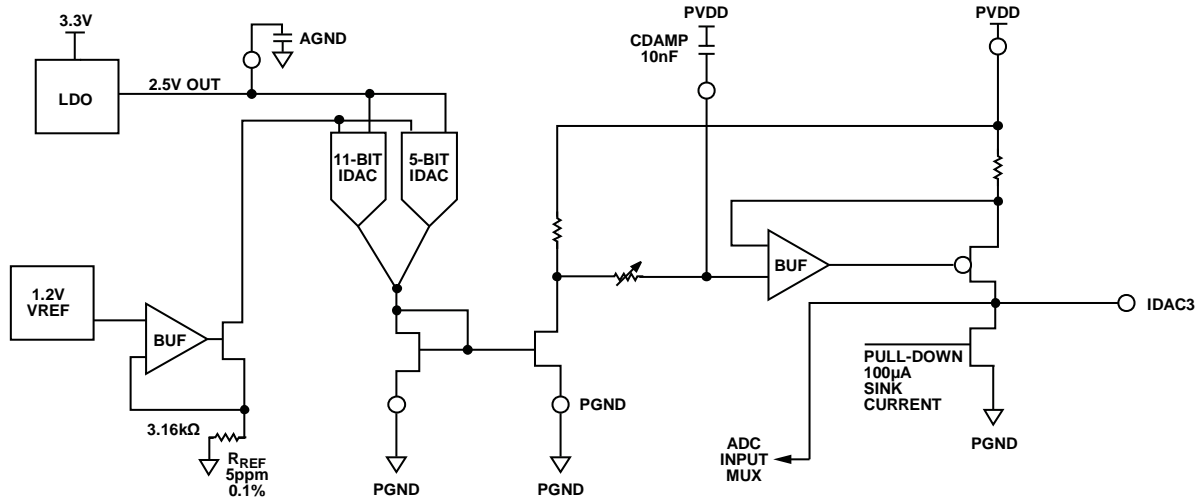 3.3V
LDO
2.5V OUT
AGND
PVDD
CDAMP
10nF
PVDD
11-BIT
IDAC
5-BIT
IDAC
1.2V
VREF
BUF
3.16kΩ
RREF
5ppm
0.1%
PGND
PGND
PGND
BUF
IDAC3
PULL-DOWN
100µA
SINK
CURRENT
PGND
ADC
INPUT
MUX